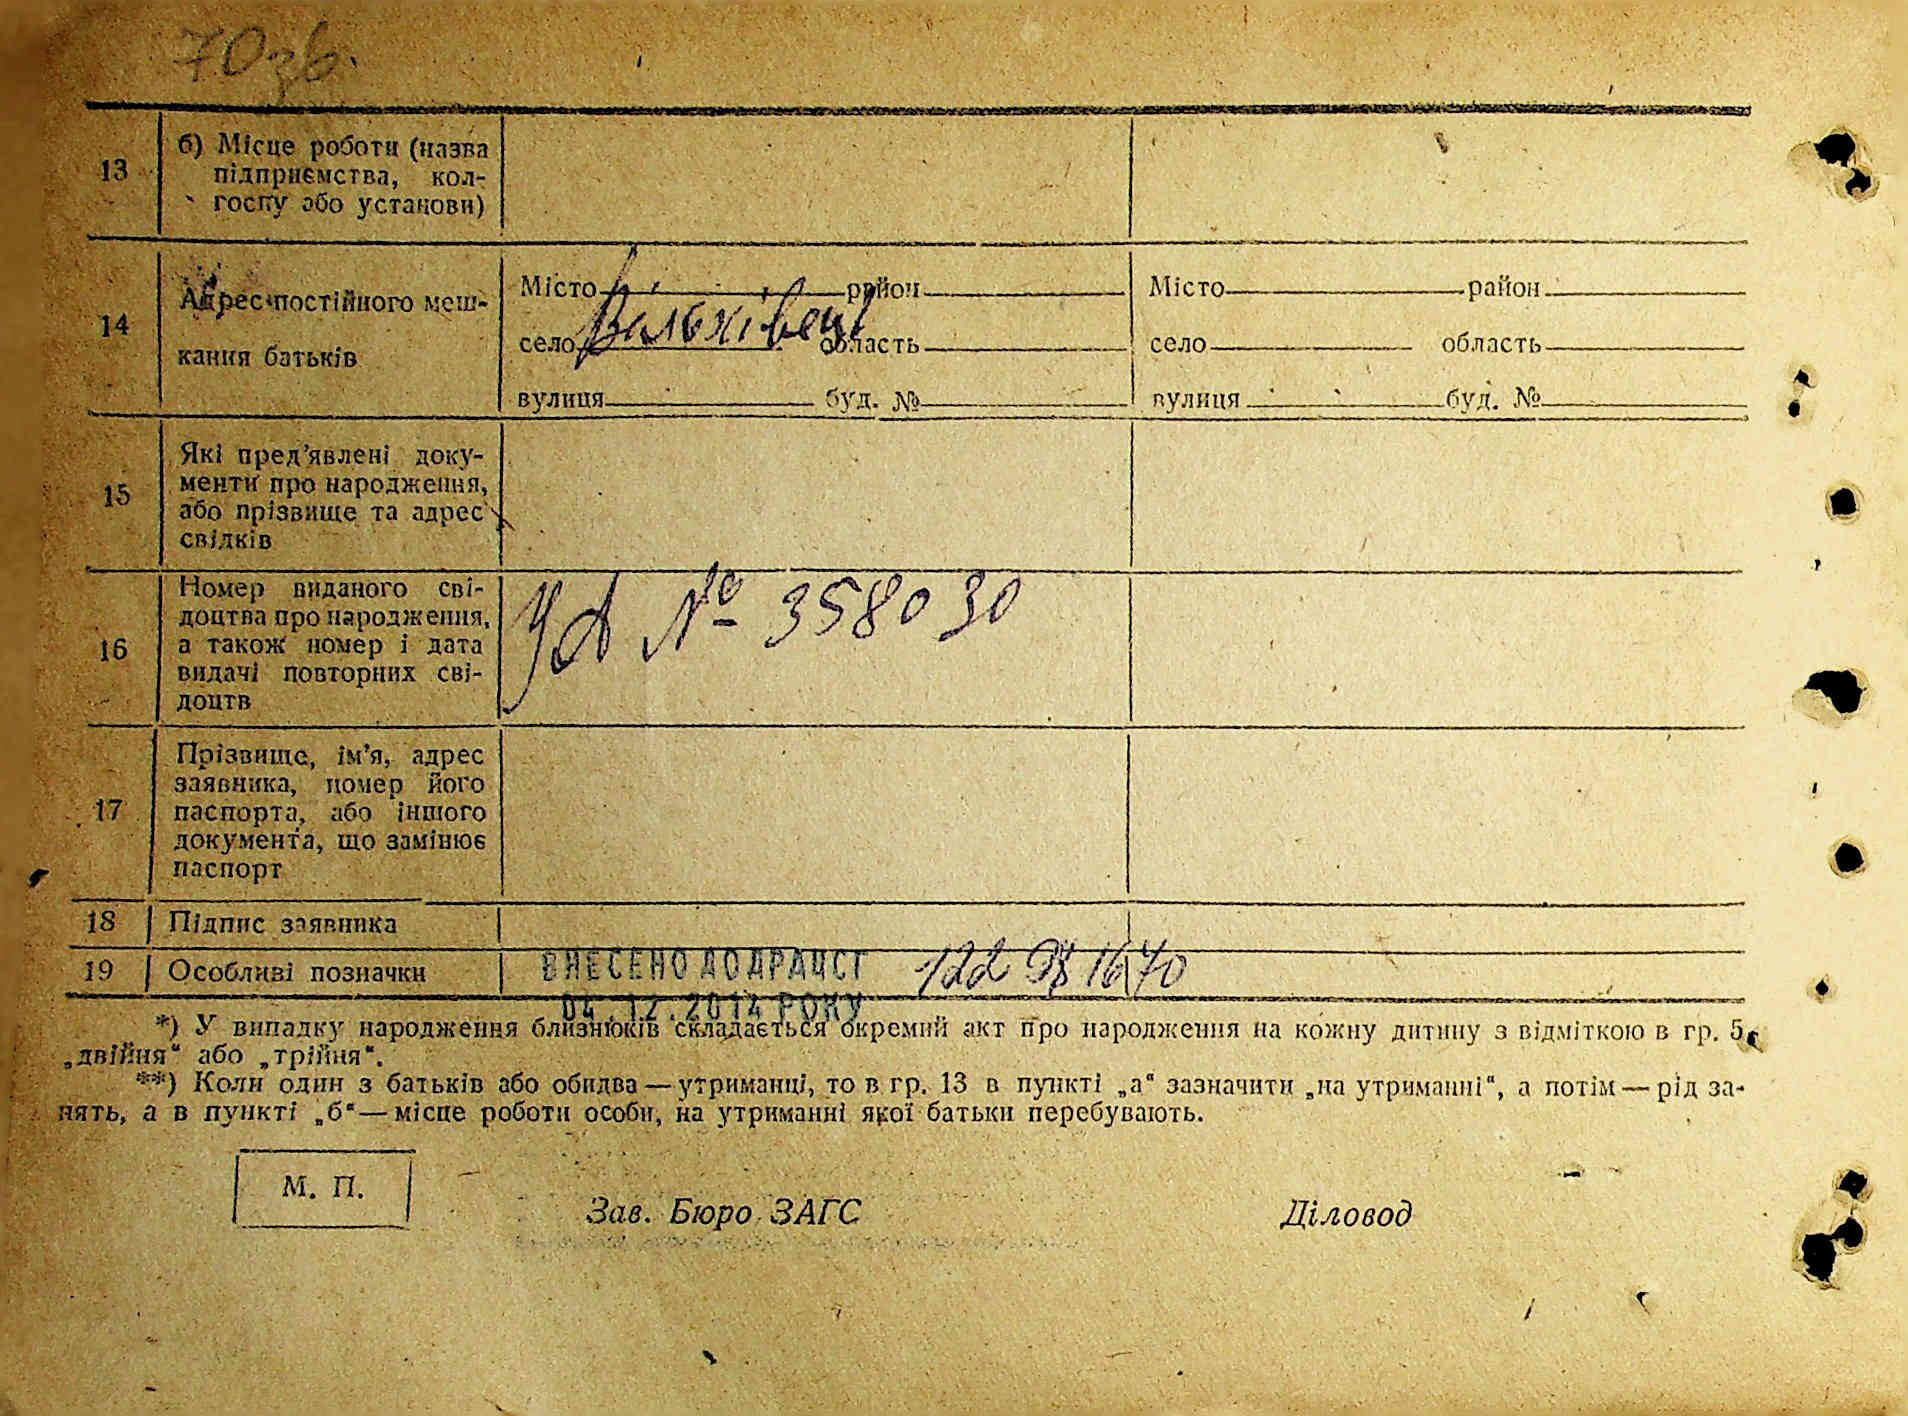 70 зв.
13 б) Місце роботи (назва
підприємства, кол-
госпу або установи)
14 Адрес постійного меш-
кання батьків
Місто район
село Вільхівець область
вулиця буд. №
Місто район
село область
вулиця буд. №
15 Які пред'явлені доку-
менти про народження,
або прізвище та адрес
свідків
16 Номер виданого сві-
доцтва про народження,
а також номер і дата
видачі повторних сві-
доцтв
УА № 358030
17 Прізвище, ім'я, адрес
заявника, номер його
паспорта, або іншого
документа, що замінює
паспорт
18 Підпис заявника
19 Особливі позначки
ВНЕСЕНО ДО ДРАЦСГ
04.12.2014 РОКУ
*) У випадку народження близнюків складається окремий акт про народження на кожну дитину з відміткою в гр. 5,
„двійня" або „трійня".
**) Коли один з батьків або обидва—утриманці, то в гр. 13 в пункті „а" зазначити „на утриманні", а потім—рід за-
нять, а в пункті „б"—місце роботи особи, на утриманні якої батьки перебувають.
М. П.
Зав. Бюро ЗАГС
Діловод